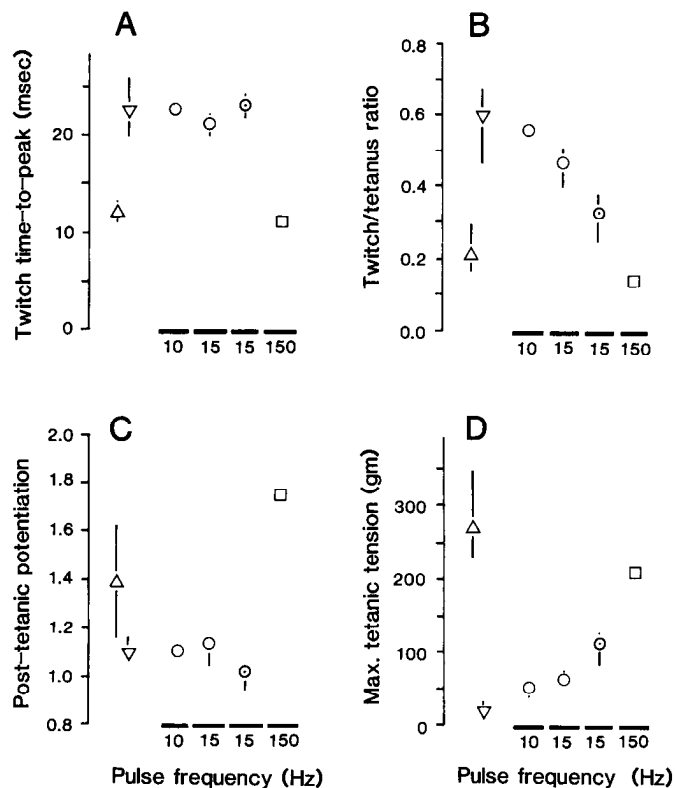 A
Twitch time-to-peak (msec)
20
10
0
10 15 15 150
B
Twitch/tetanus ratio
0.8
0.6
0.4
0.2
0.0
10 15 15 150
C
Post-tetanic potentiation
2.0
1.8
1.6
1.4
1.2
1.0
0.8
10 15 15 150
Pulse frequency (Hz)
D
Max. tetanic tension (gm)
300
200
100
0
10 15 15 150
Pulse frequency (Hz)